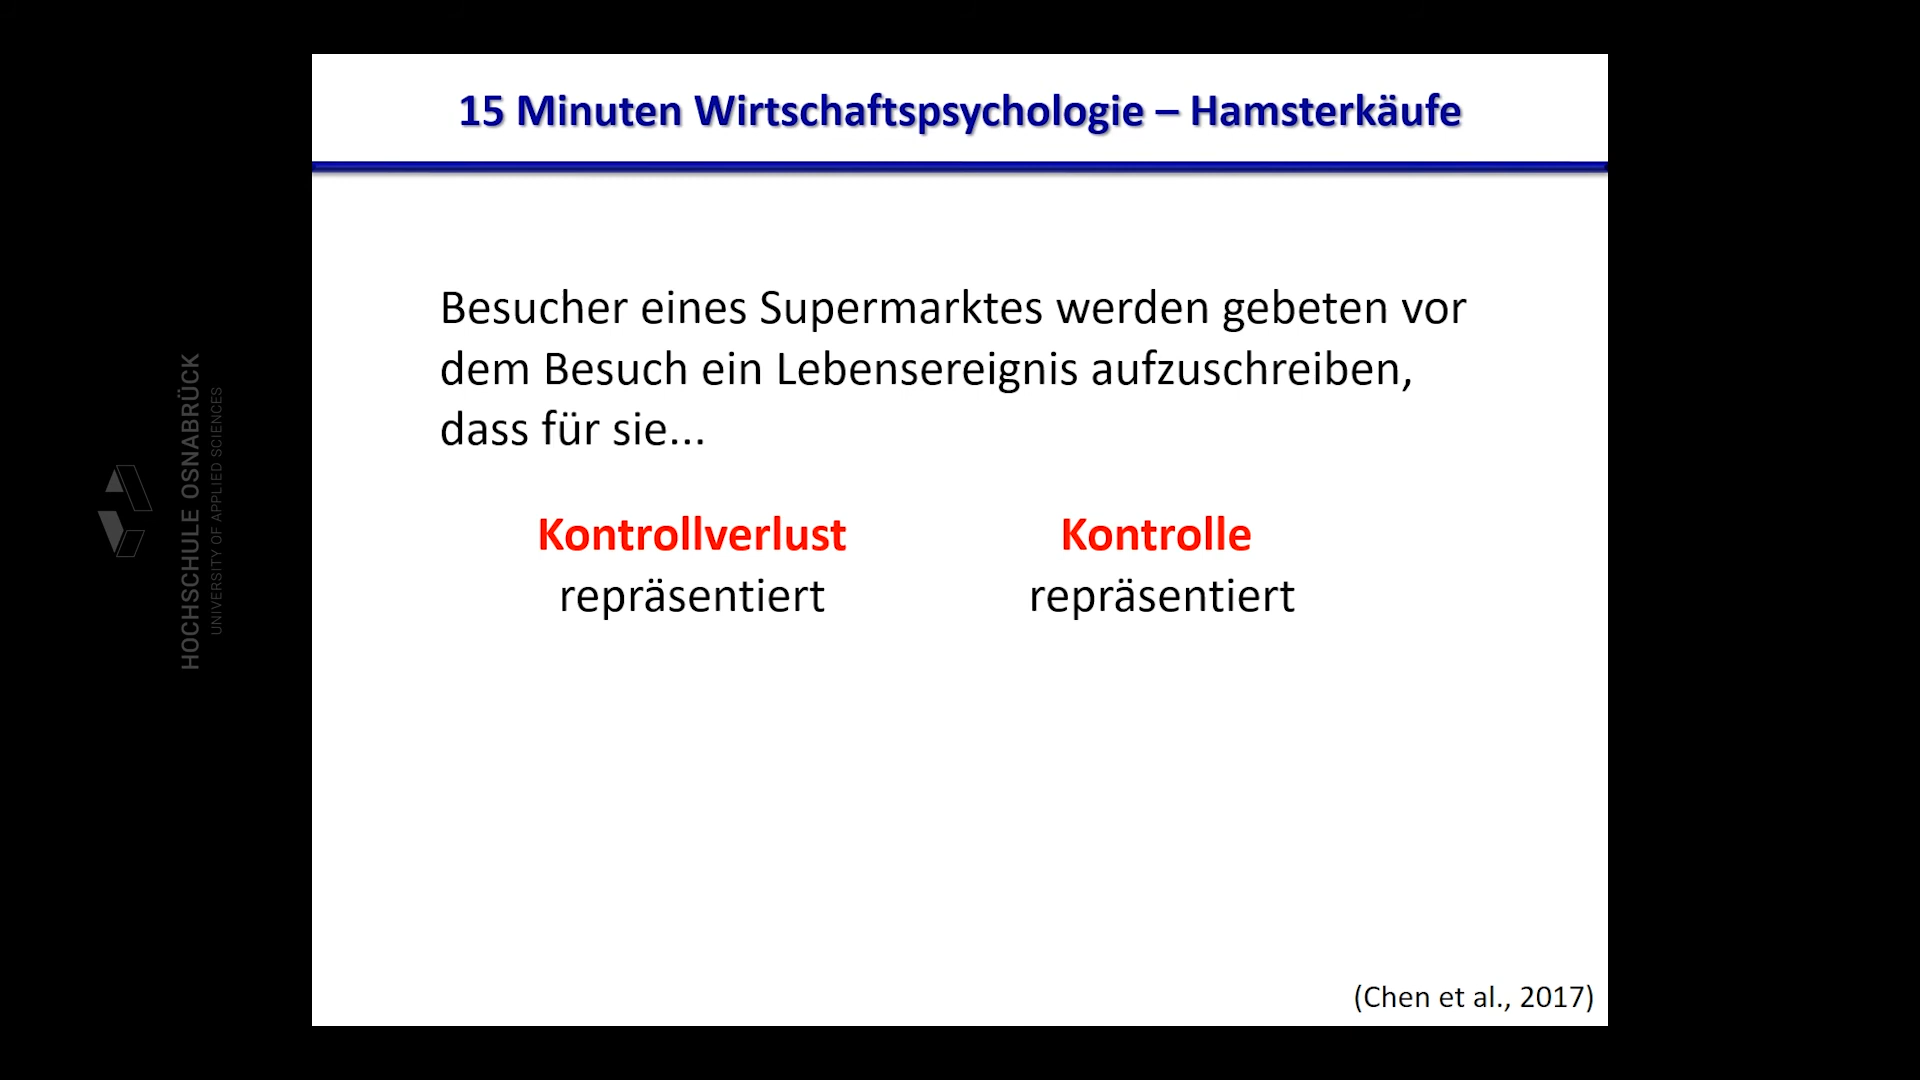 15 Minuten Wirtschaftspsychologie – Hamsterkäufe
Besucher eines Supermarktes werden gebeten vor
dem Besuch ein Lebensereignis aufzuschreiben,
dass für sie...
Kontrollverlust
repräsentiert
Kontrolle
repräsentiert
(Chen et al., 2017)
HOCHSCHULE OSNABRÜCK
UNIVERSITY OF APPLIED SCIENCES